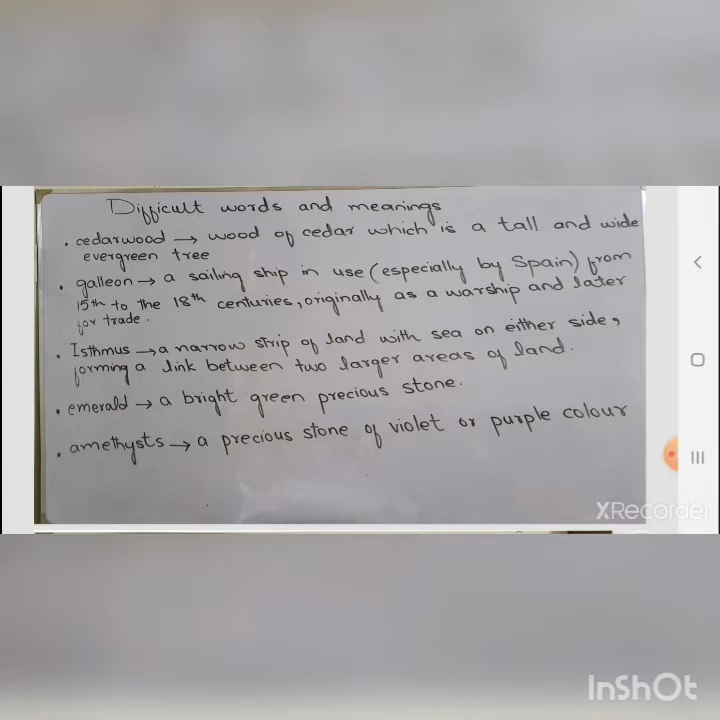 Difficult words and meanings
. cedarwood → wood of cedar which is a tall and wide
evergreen tree
. galleon → a sailing ship in use (especially by Spain) from
15th to the 18th centuries, originally as a warship and later
for trade.
. Isthmus → a narrow strip of land with sea on either side,
forming a link between two larger areas of land.
. emerald → a bright green precious stone.
. amethysts → a precious stone of violet or purple colour
XRecorder
InShOt